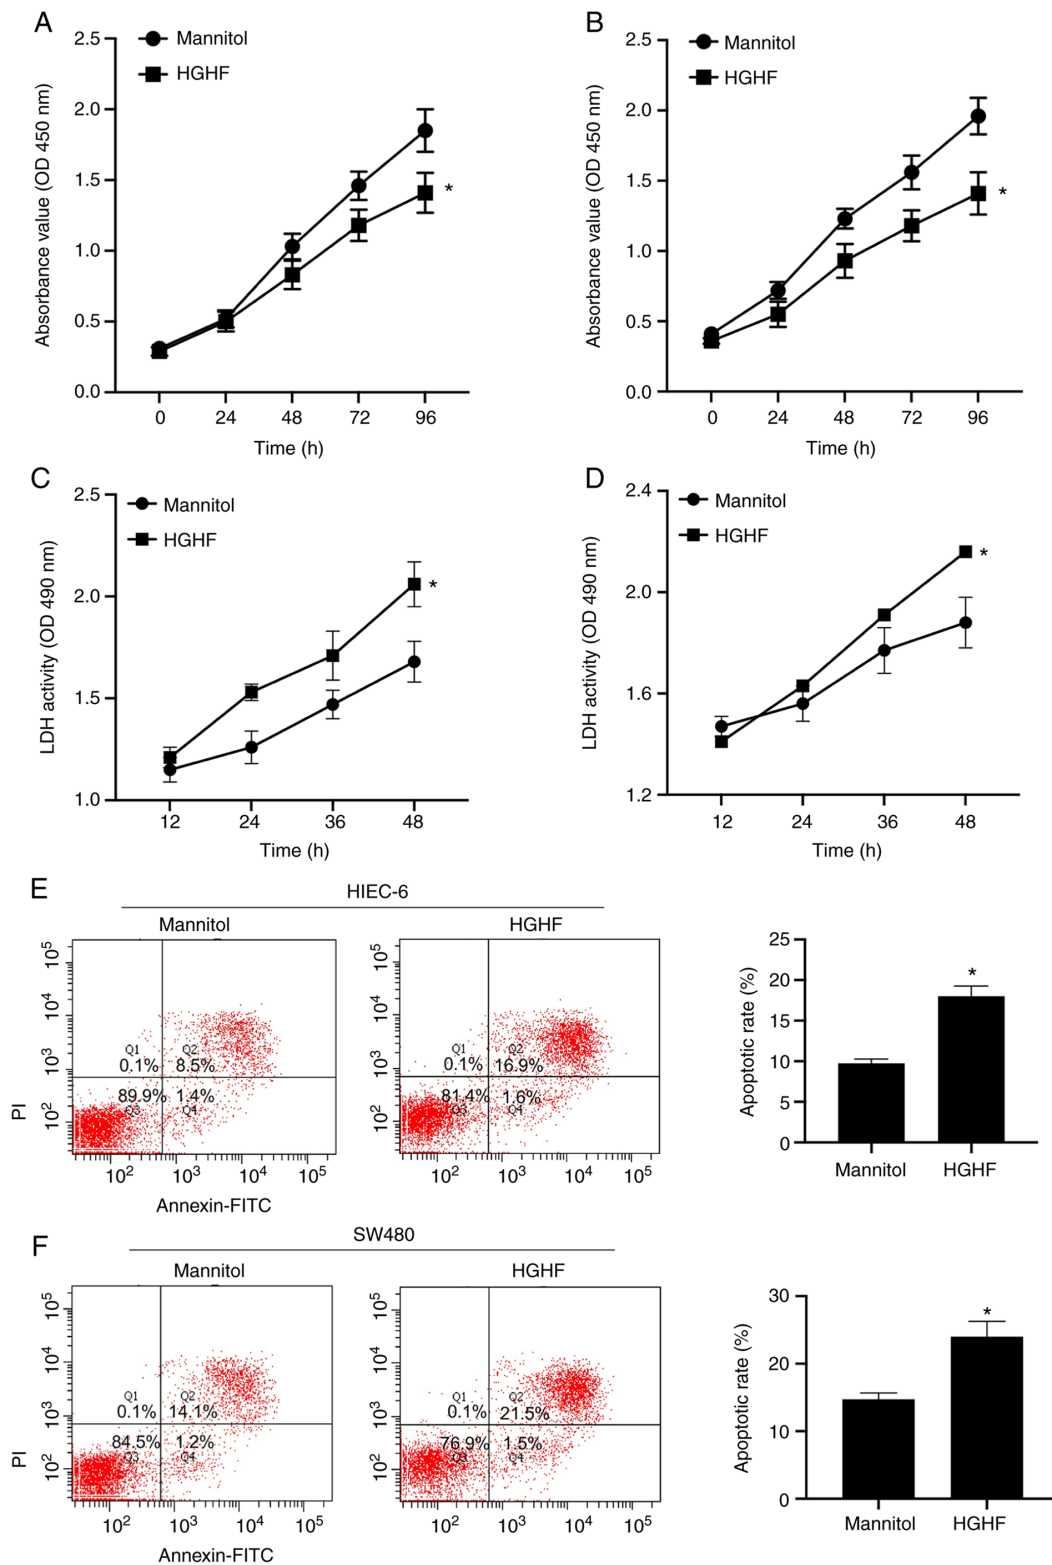 A
Mannitol
HGHF
Absorbance value (OD 450 nm)
2.5
2.0
1.5
1.0
0.5
0.0
*
0 24 48 72 96
Time (h)
B
Mannitol
HGHF
Absorbance value (OD 450 nm)
2.5
2.0
1.5
1.0
0.5
0.0
*
0 24 48 72 96
Time (h)
C
Mannitol
HGHF
LDH activity (OD 490 nm)
2.5
2.0
1.5
1.0
*
12 24 36 48
Time (h)
D
Mannitol
HGHF
LDH activity (OD 490 nm)
2.4
2.0
1.6
1.2
*
12 24 36 48
Time (h)
E
HIEC-6
Mannitol
PI
10⁵
10⁴
10³
10²
Q1 Q2
0.1% 8.5%
89.9% 1.4%
Q3 Q4
10² 10³ 10⁴ 10⁵
Annexin-FITC
HGHF
10⁵
10⁴
10³
10²
Q1 Q2
0.1% 16.9%
81.4% 1.6%
Q3 Q4
10² 10³ 10⁴ 10⁵
Apoptotic rate (%)
25
20
15
10
5
0
*
Mannitol HGHF
F
SW480
Mannitol
PI
10⁵
10⁴
10³
10²
Q1 Q2
0.1% 14.1%
84.5% 1.2%
Q3 Q4
10² 10³ 10⁴ 10⁵
Annexin-FITC
HGHF
10⁵
10⁴
10³
10²
Q1 Q2
0.1% 21.5%
76.9% 1.5%
Q3 Q4
10² 10³ 10⁴ 10⁵
Apoptotic rate (%)
30
20
10
0
*
Mannitol HGHF